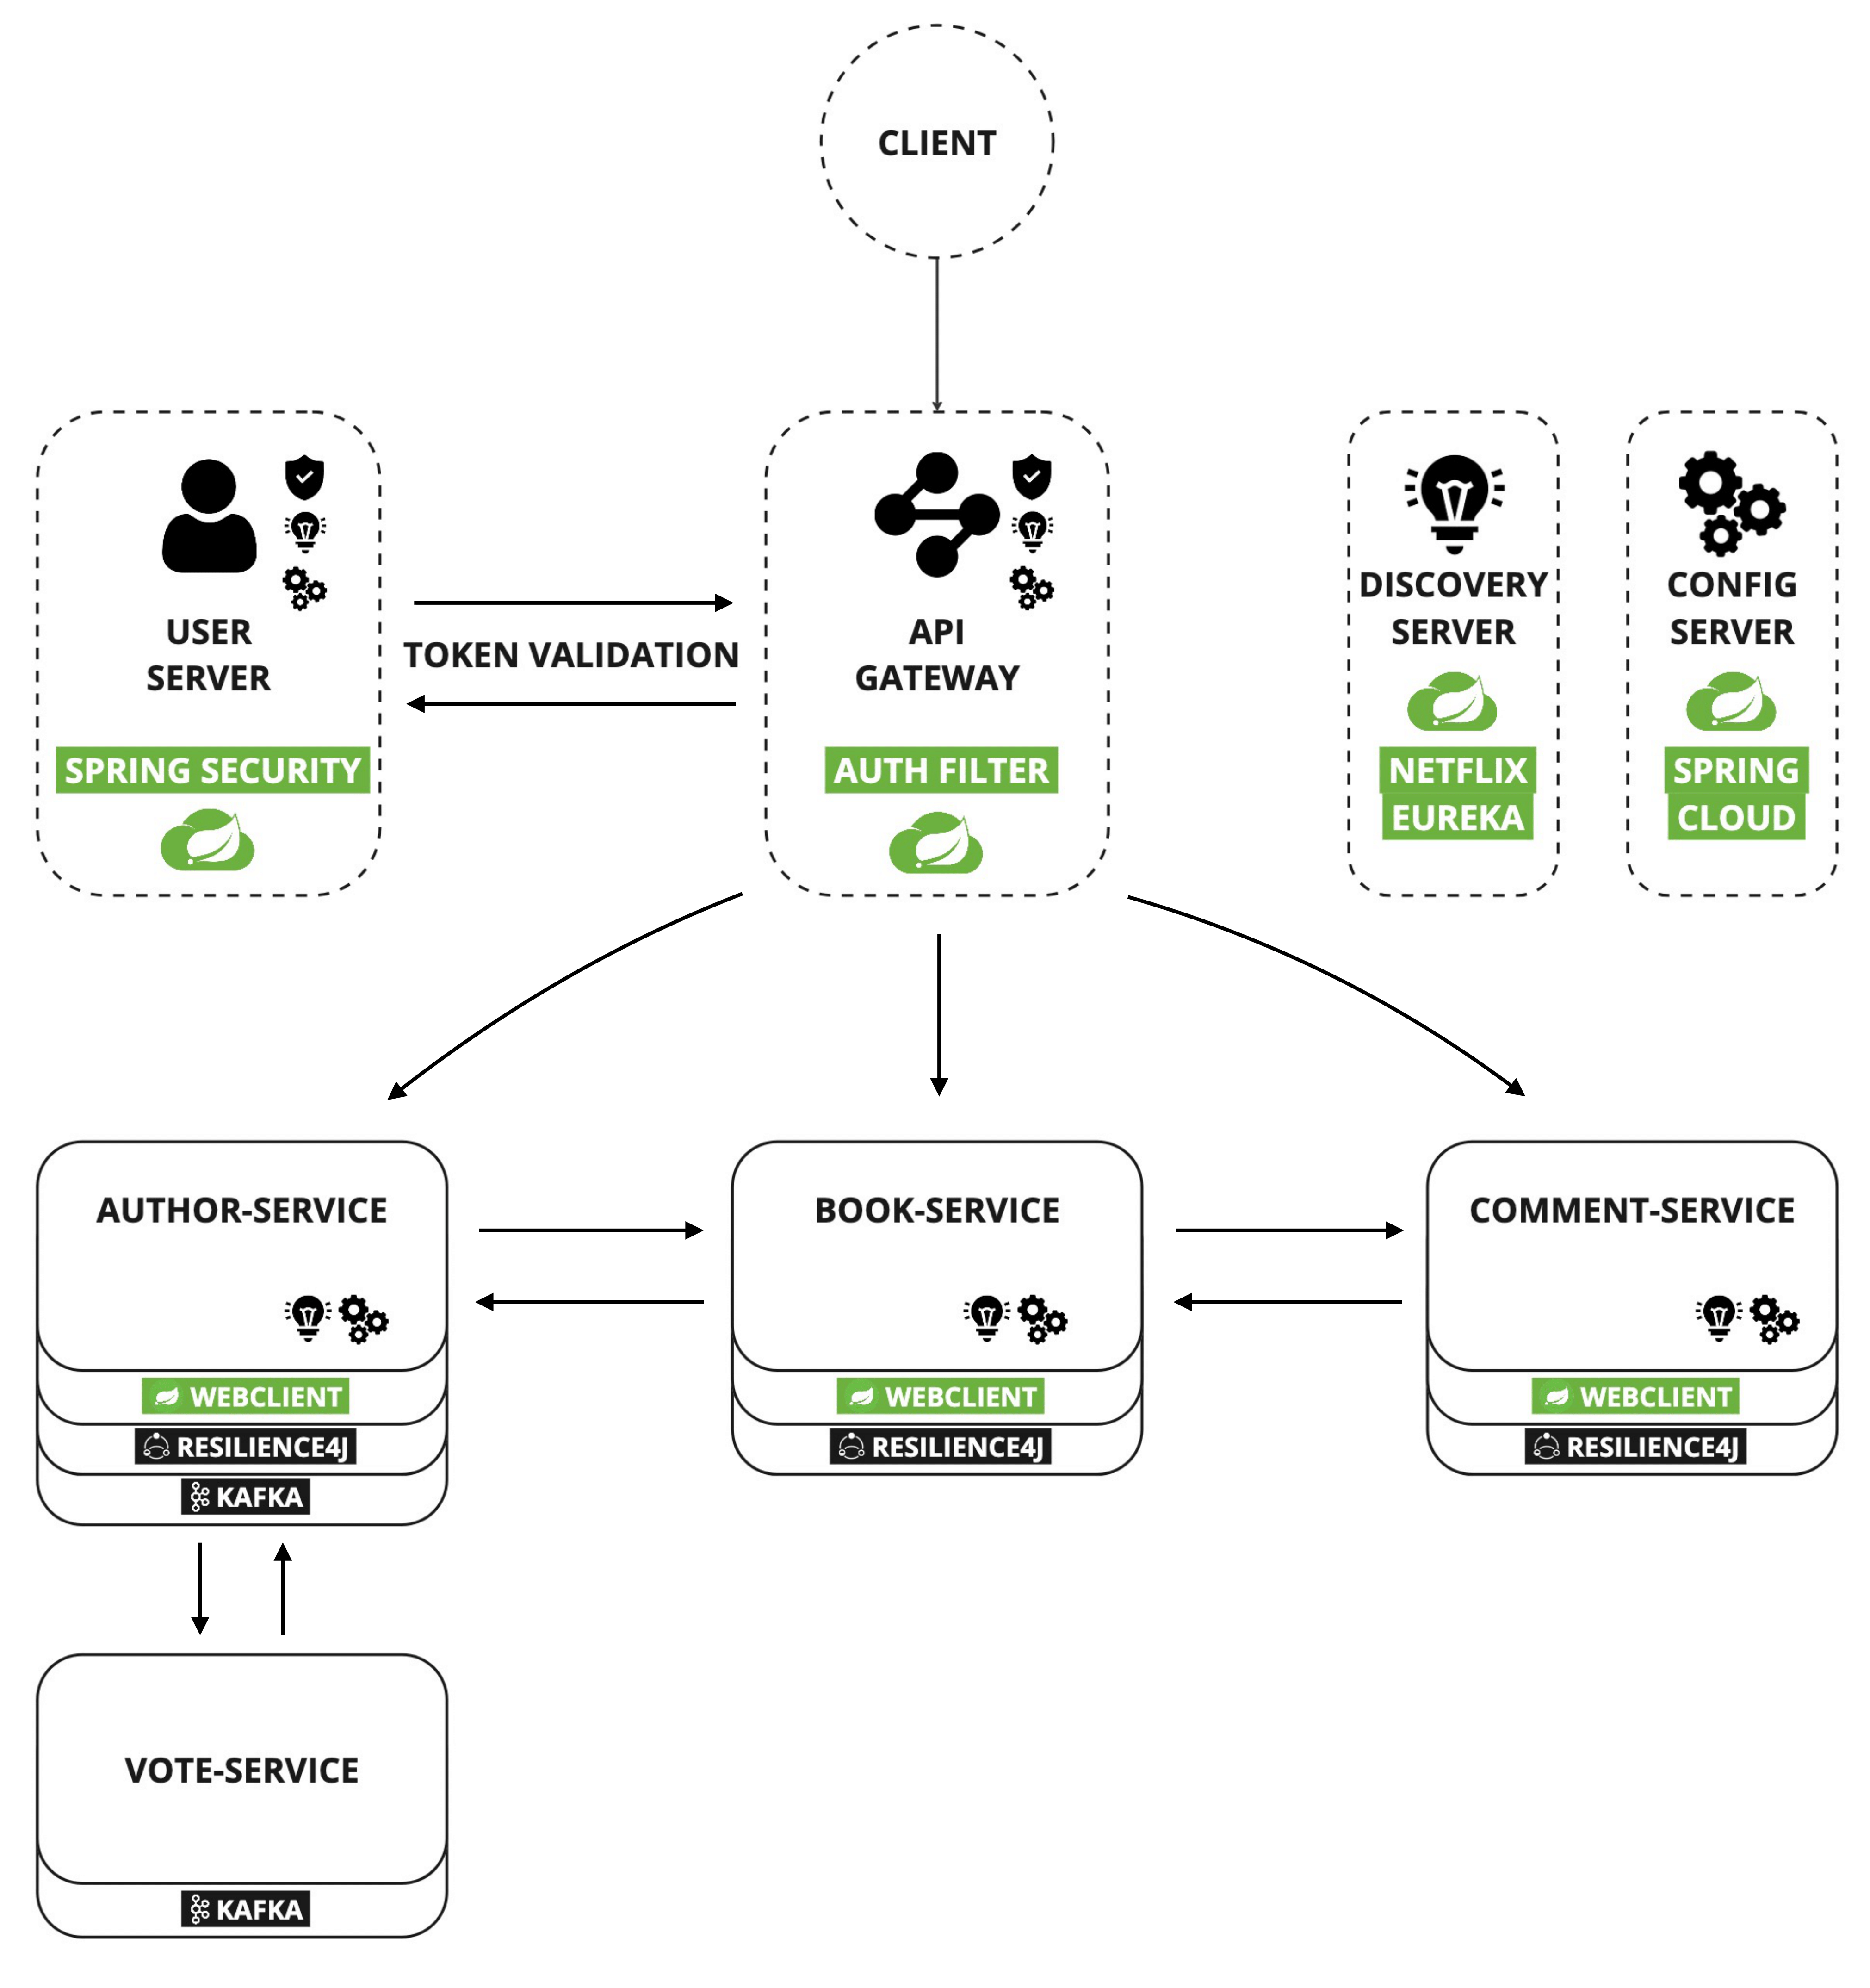 CLIENT
USER
SERVER
SPRING SECURITY
TOKEN VALIDATION
API
GATEWAY
AUTH FILTER
DISCOVERY
SERVER
NETFLIX
EUREKA
CONFIG
SERVER
SPRING
CLOUD
AUTHOR-SERVICE
WEBCLIENT
RESILIENCE4J
KAFKA
BOOK-SERVICE
WEBCLIENT
RESILIENCE4J
COMMENT-SERVICE
WEBCLIENT
RESILIENCE4J
VOTE-SERVICE
KAFKA